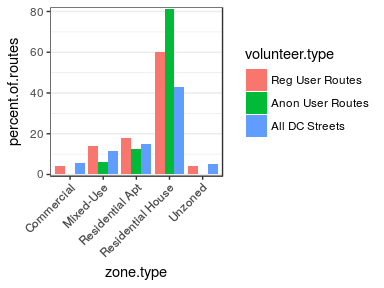 percent.of.routes
80
60
40
20
0
Commercial
Mixed-Use
Residential Apt
Residential House
Unzoned
zone.type
volunteer.type
Reg User Routes
Anon User Routes
All DC Streets